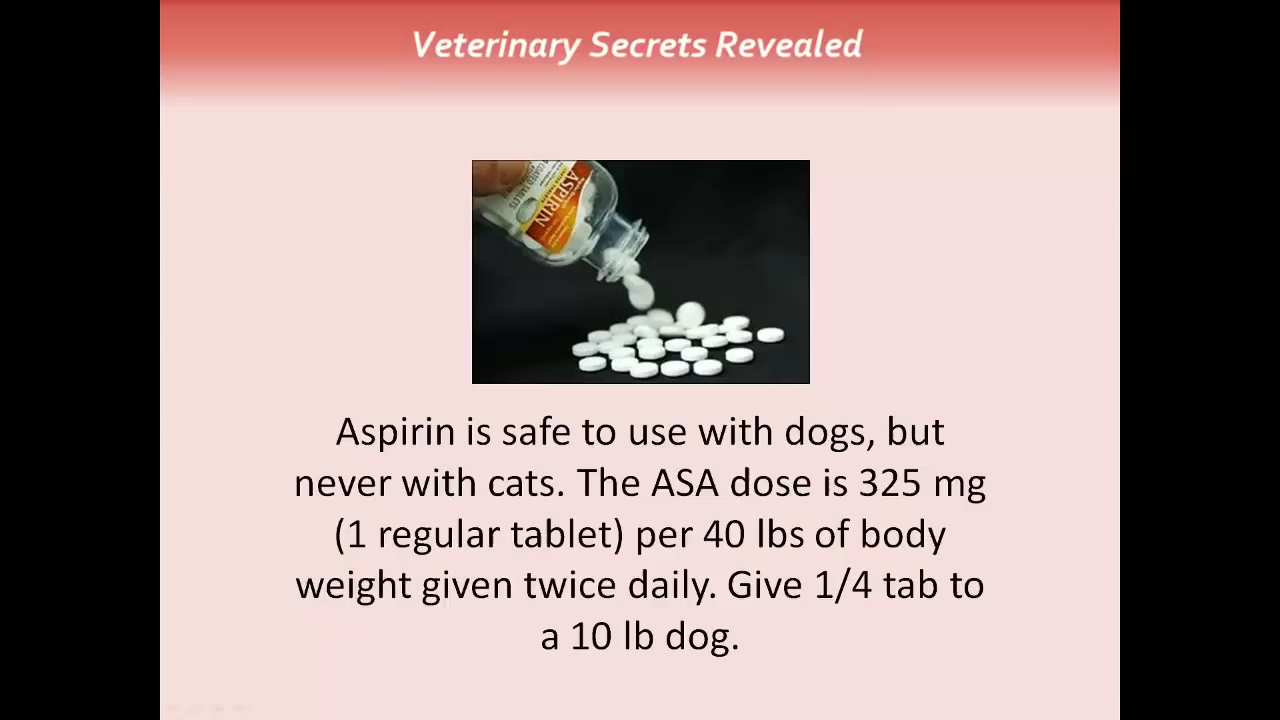 Veterinary Secrets Revealed
ASPIRIN
Aspirin is safe to use with dogs, but
never with cats. The ASA dose is 325 mg
(1 regular tablet) per 40 lbs of body
weight given twice daily. Give 1/4 tab to
a 10 lb dog.